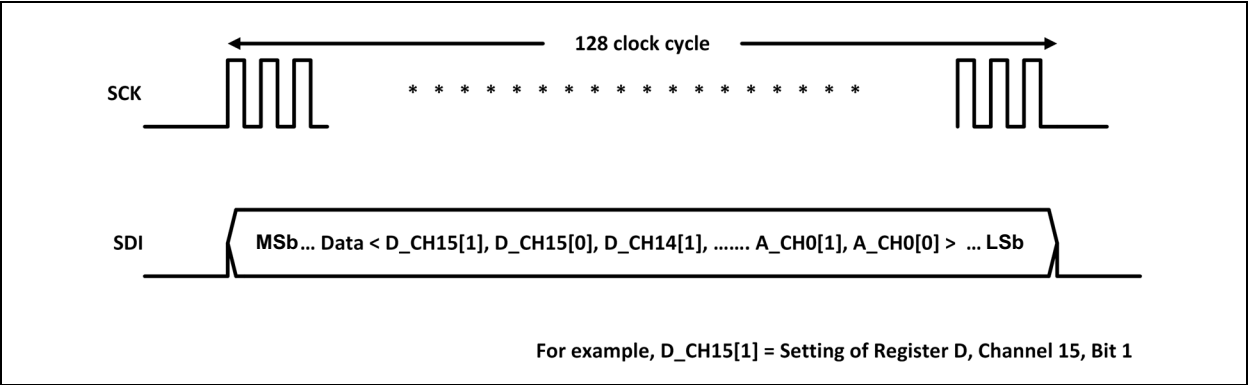 128 clock cycle
SCK
* * * * * * * * * * * * * * * * * *
SDI
MSb... Data < D_CH15[1], D_CH15[0], D_CH14[1], ....... A_CH0[1], A_CH0[0] > ... LSb
For example, D_CH15[1] = Setting of Register D, Channel 15, Bit 1